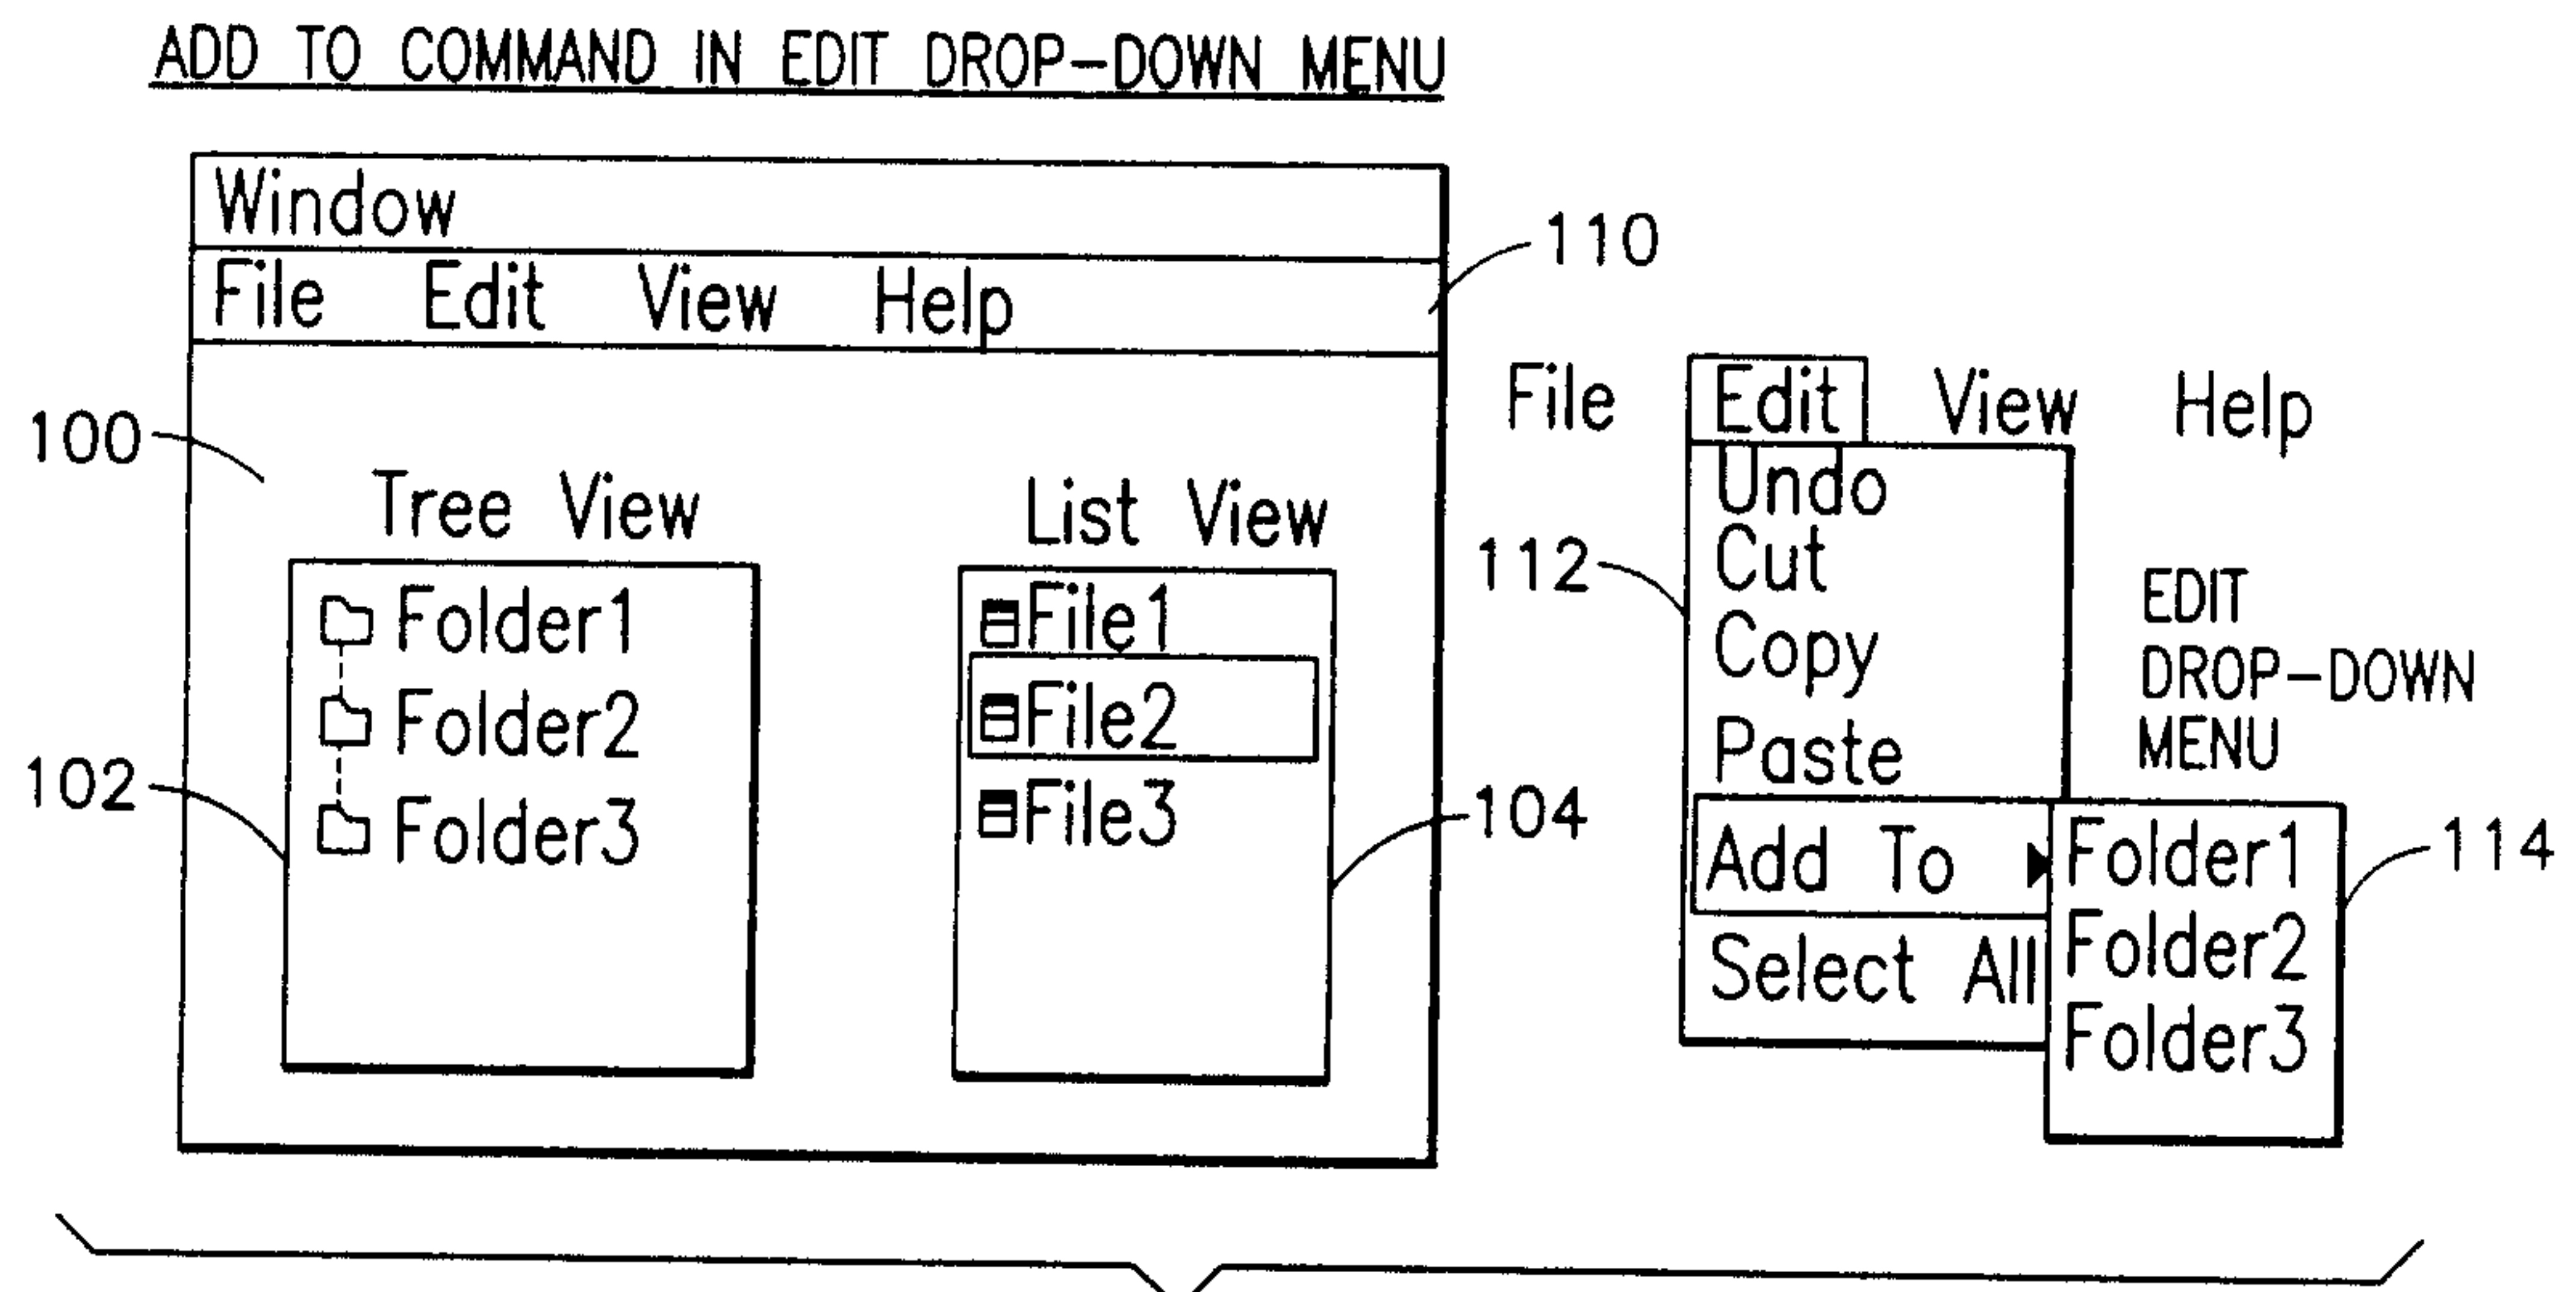 ADD TO COMMAND IN EDIT DROP-DOWN MENU
Window
File Edit View Help
110
100
Tree View
Folder1
Folder2
Folder3
102
List View
File1
File2
File3
104
File Edit View Help
Undo
Cut
Copy
Paste
Add To
Select All
112
EDIT
DROP-DOWN
MENU
Folder1
Folder2
Folder3
114